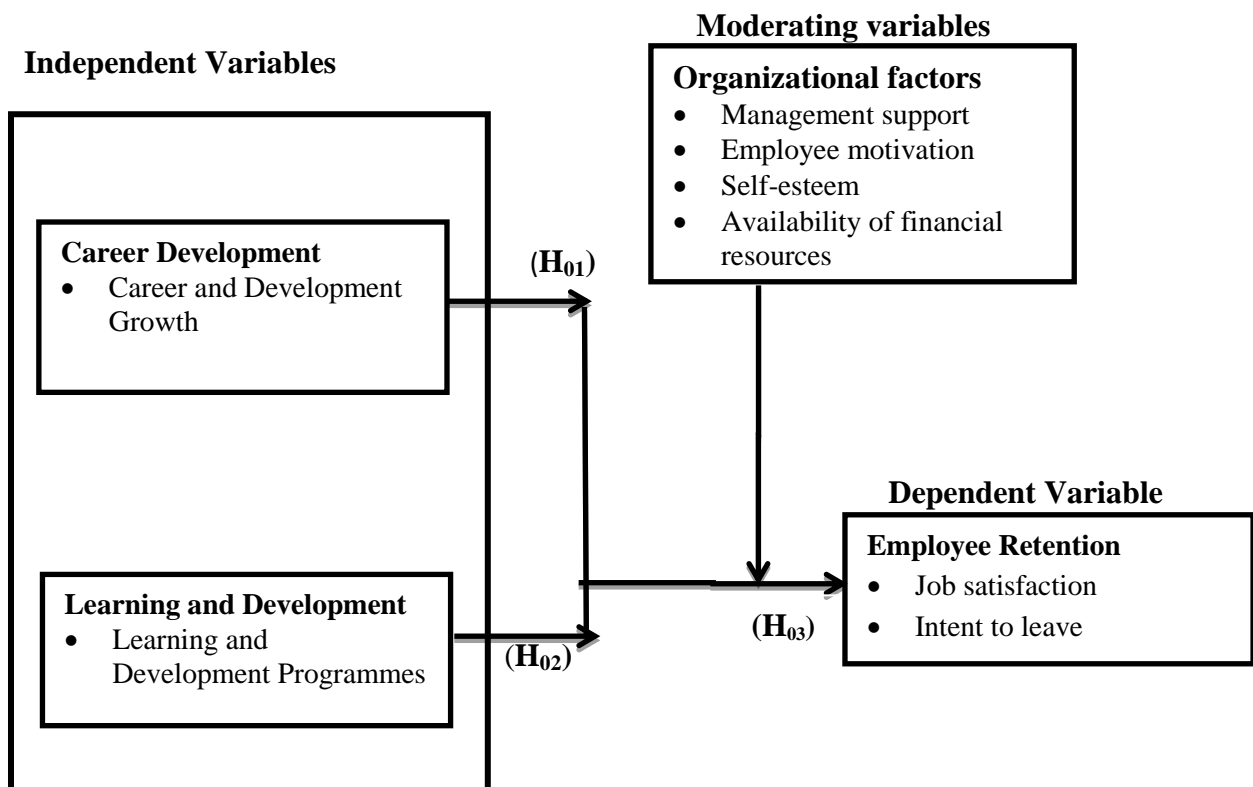 Moderating variables
Independent Variables
Organizational factors
• Management support
• Employee motivation
• Self-esteem
• Availability of financial
resources
Career Development
• Career and Development
Growth
(H01)
Dependent Variable
Employee Retention
• Job satisfaction
• Intent to leave
Learning and Development
• Learning and
Development Programmes
(H02)
(H03)